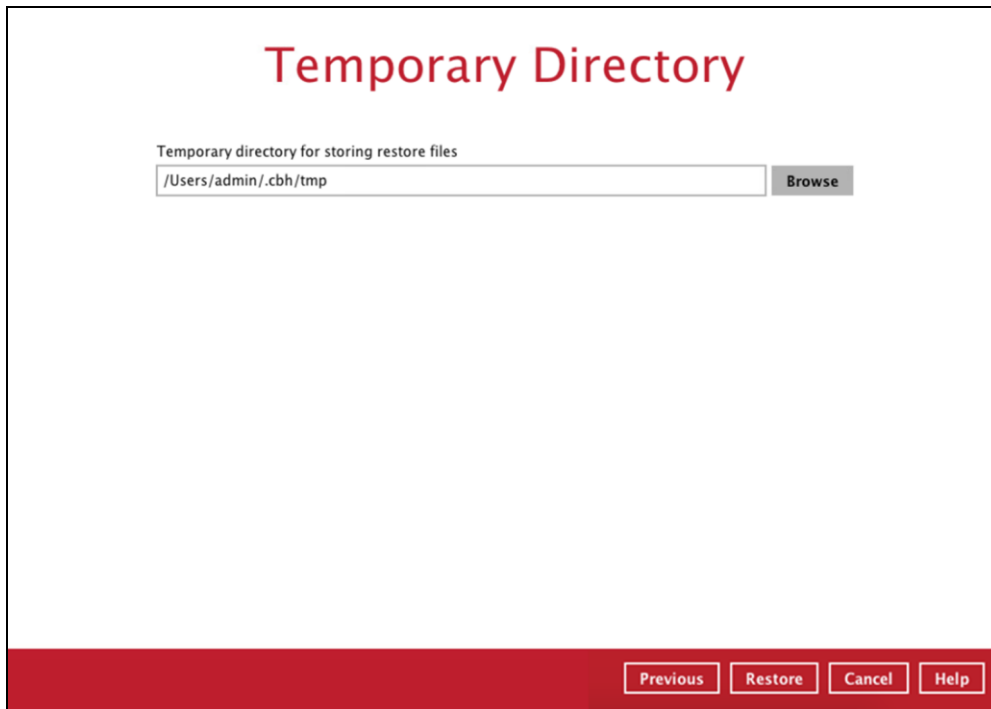 Temporary Directory
Temporary directory for storing restore files
/Users/admin/.cbh/tmp Browse
Previous Restore Cancel Help